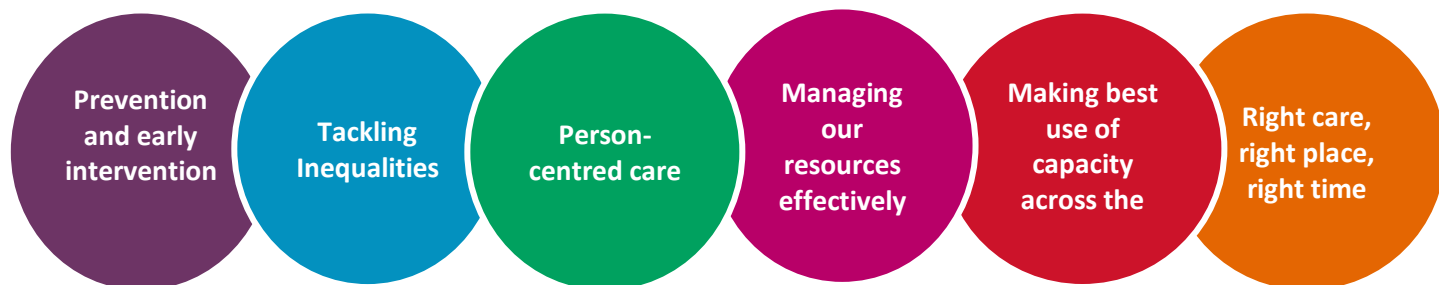 Prevention
and early
intervention
Tackling
Inequalities
Person-
centred care
Managing
our
resources
effectively
Making best
use of
capacity
across the
Right care,
right place,
right time